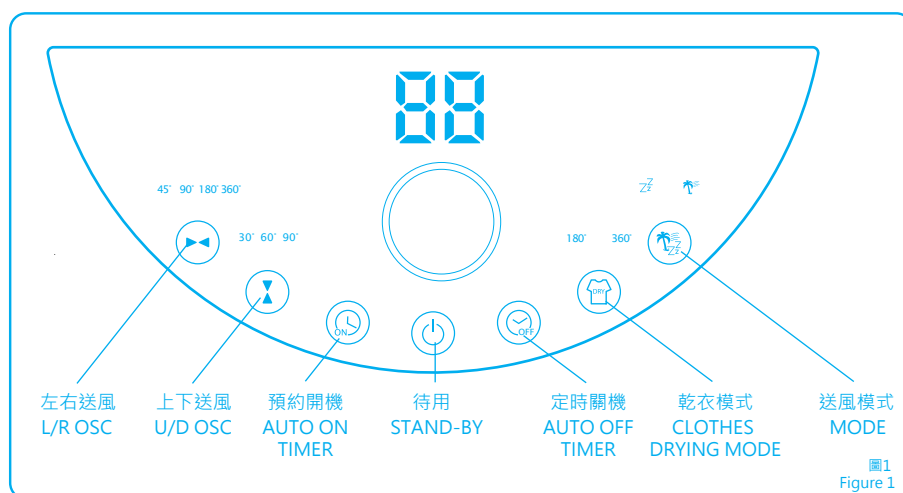 88
ZZZ
45° 90° 180° 360°
30° 60° 90°
180° 360°
ZZZ
DRY
ON
OFF
左右送風
L/R OSC
上下送風
U/D OSC
預約開機
AUTO ON
TIMER
待用
STAND-BY
定時關機
AUTO OFF
TIMER
乾衣模式
CLOTHES
DRYING MODE
送風模式
MODE
圖1
Figure 1